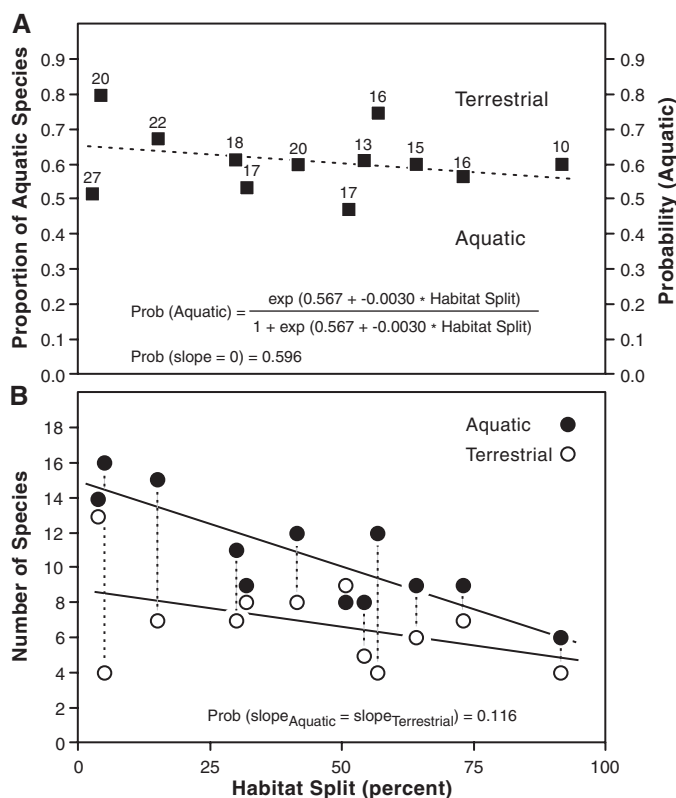 A
Proportion of Aquatic Species
0.9
0.8
0.7
0.6
0.5
0.4
0.3
0.2
0.1
0.0
20
27
22
18
17
20
17
13
16
15
16
10
Terrestrial
Aquatic
Prob (Aquatic) = exp (0.567 + -0.0030 * Habitat Split)
1 + exp (0.567 + -0.0030 * Habitat Split)
Prob (slope = 0) = 0.596
0.9
0.8
0.7
0.6
0.5
0.4
0.3
0.2
0.1
0.0
Probability (Aquatic)
B
Number of Species
18
16
14
12
10
8
6
4
2
0
Aquatic
Terrestrial
Prob (slopeAquatic = slopeTerrestrial) = 0.116
0 25 50 75 100
Habitat Split (percent)